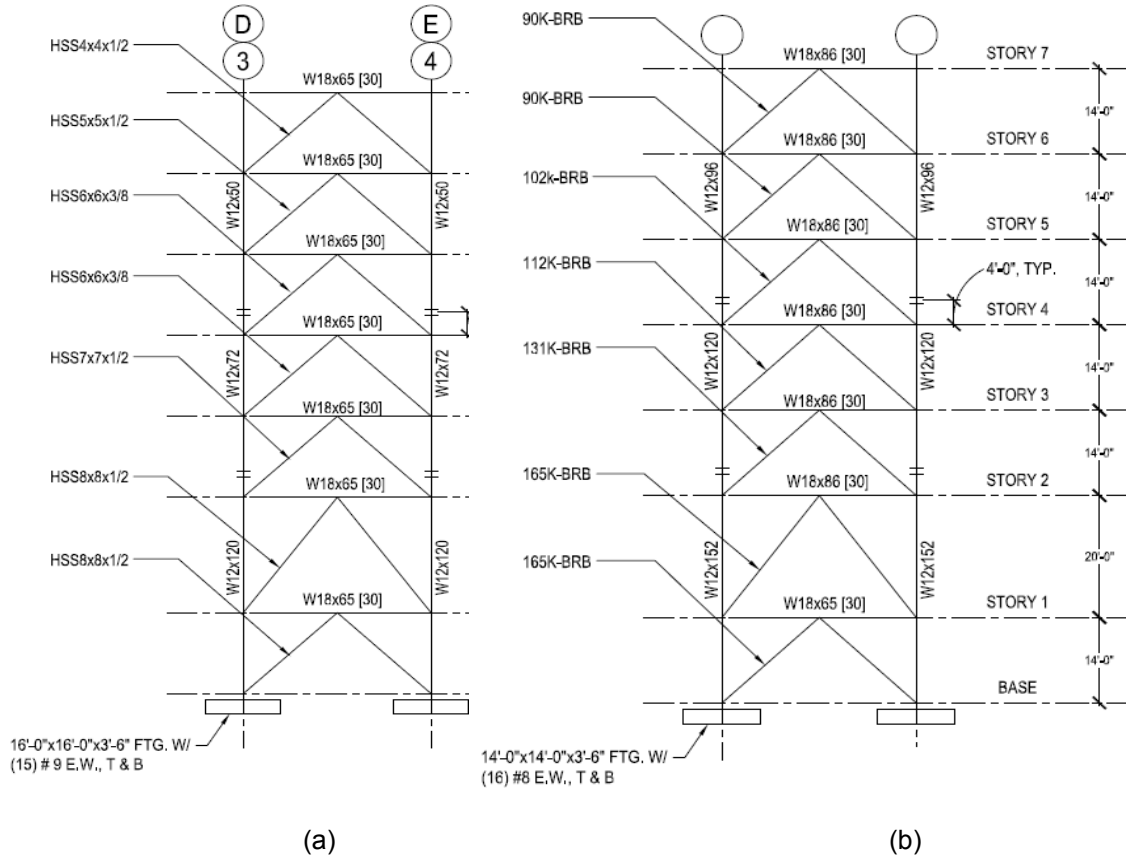 D
E
3
4
HSS4x4x1/2
W18x65 [30]
HSS5x5x1/2
W18x65 [30]
W12x50
W12x50
HSS6x6x3/8
W18x65 [30]
W18x65 [30]
HSS6x6x3/8
W18x65 [30]
W12x72
W12x72
HSS7x7x1/2
W18x65 [30]
W18x65 [30]
HSS8x8x1/2
W12x120
W12x120
HSS8x8x1/2
W18x65 [30]
16'-0"x16'-0"x3'-6" FTG. W/
(15) # 9 E.W., T & B
(a)
90K-BRB
W18x86 [30]
STORY 7
14'-0"
90K-BRB
W18x86 [30]
STORY 6
W12x96
W12x96
14'-0"
102k-BRB
W18x86 [30]
STORY 5
14'-0"
4'-0", TYP.
112K-BRB
W18x86 [30]
STORY 4
W12x120
W12x120
14'-0"
131K-BRB
W18x86 [30]
STORY 3
14'-0"
W18x86 [30]
STORY 2
165K-BRB
W12x152
W12x152
20'-0"
165K-BRB
W18x65 [30]
STORY 1
14'-0"
BASE
14'-0"x14'-0"x3'-6" FTG. W/
(16) #8 E.W., T & B
(b)